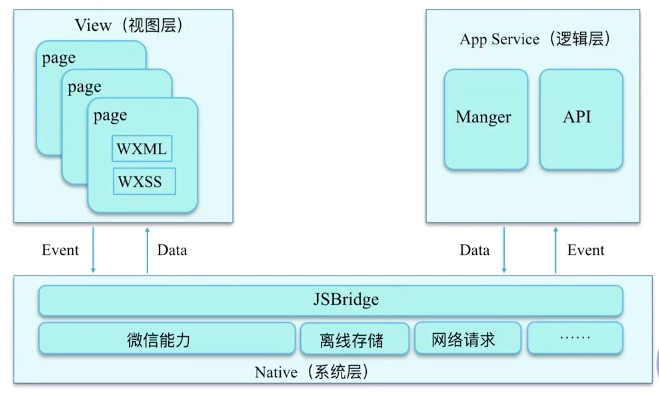 View（视图层）
page
page
page
WXML
WXSS
App Service（逻辑层）
Manger
API
Event
Data
Data
Event
JSBridge
微信能力
离线存储
网络请求
……
Native（系统层）